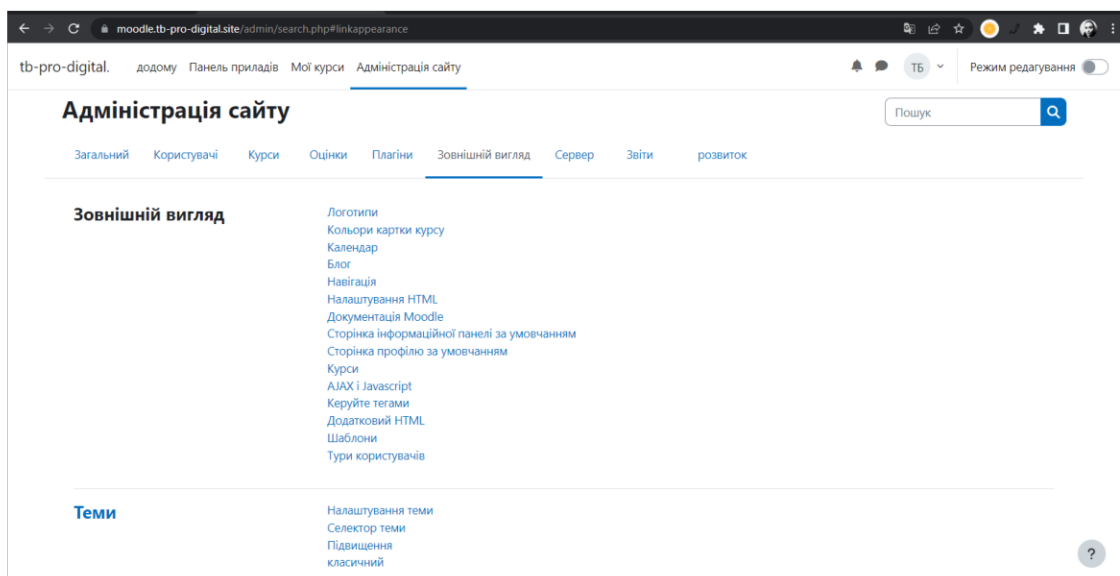 moodle.tb-pro-digital.site/admin/search.php#linkappearance
tb-pro-digital. додому Панель приладів Мої курси Адміністрація сайту ТБ Режим редагування
Адміністрація сайту Пошук
Загальний Користувачі Курси Оцінки Плагіни Зовнішній вигляд Сервер Звіти розвиток
Зовнішній вигляд Логотипи
Кольори картки курсу
Календар
Блог
Навігація
Налаштування HTML
Документація Moodle
Сторінка інформаційної панелі за умовчанням
Сторінка профілю за умовчанням
Курси
AJAX і Javascript
Керуйте тегами
Додатковий HTML
Шаблони
Тури користувачів
Теми Налаштування теми
Селектор теми
Підвищення
класичний
?